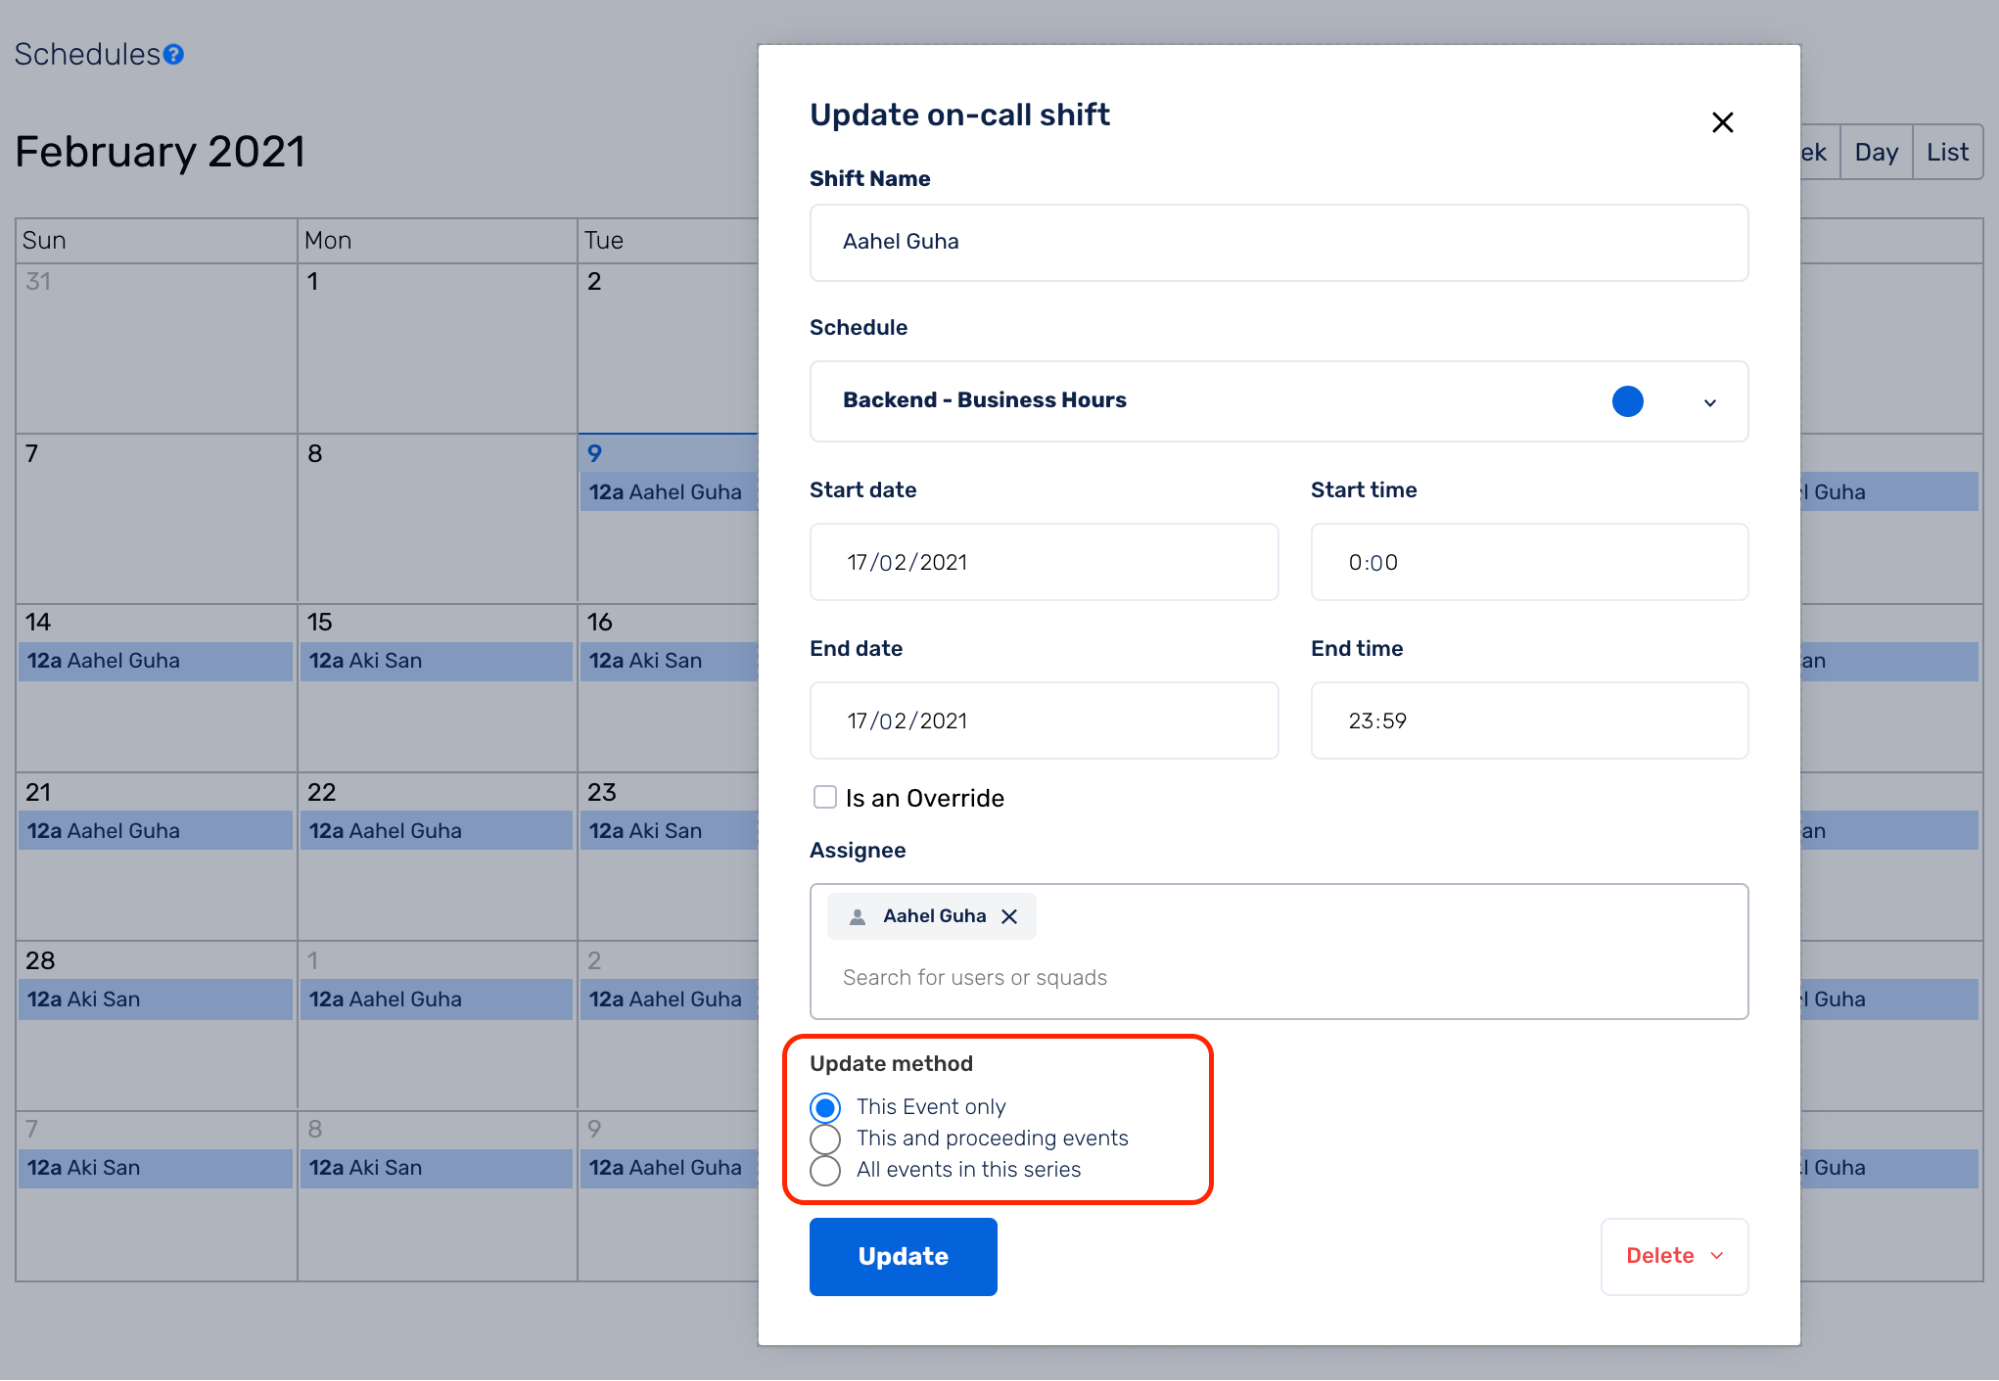 Schedules?
February 2021
Day
List
Sun
Mon
Tue
31
1
2
7
8
9
12a Aahel Guha
Guha
14
15
16
12a Aahel Guha
12a Aki San
12a Aki San
21
22
23
12a Aahel Guha
12a Aahel Guha
12a Aki San
28
1
2
12a Aki San
12a Aahel Guha
12a Aahel Guha
Guha
7
8
9
12a Aki San
12a Aki San
12a Aahel Guha
Guha
Update on-call shift
Shift Name
Aahel Guha
Schedule
Backend - Business Hours
Start date
Start time
17/02/2021
0:00
End date
End time
17/02/2021
23:59
Is an Override
Assignee
Aahel Guha
Search for users or squads
Update method
This Event only
This and proceeding events
All events in this series
Update
Delete